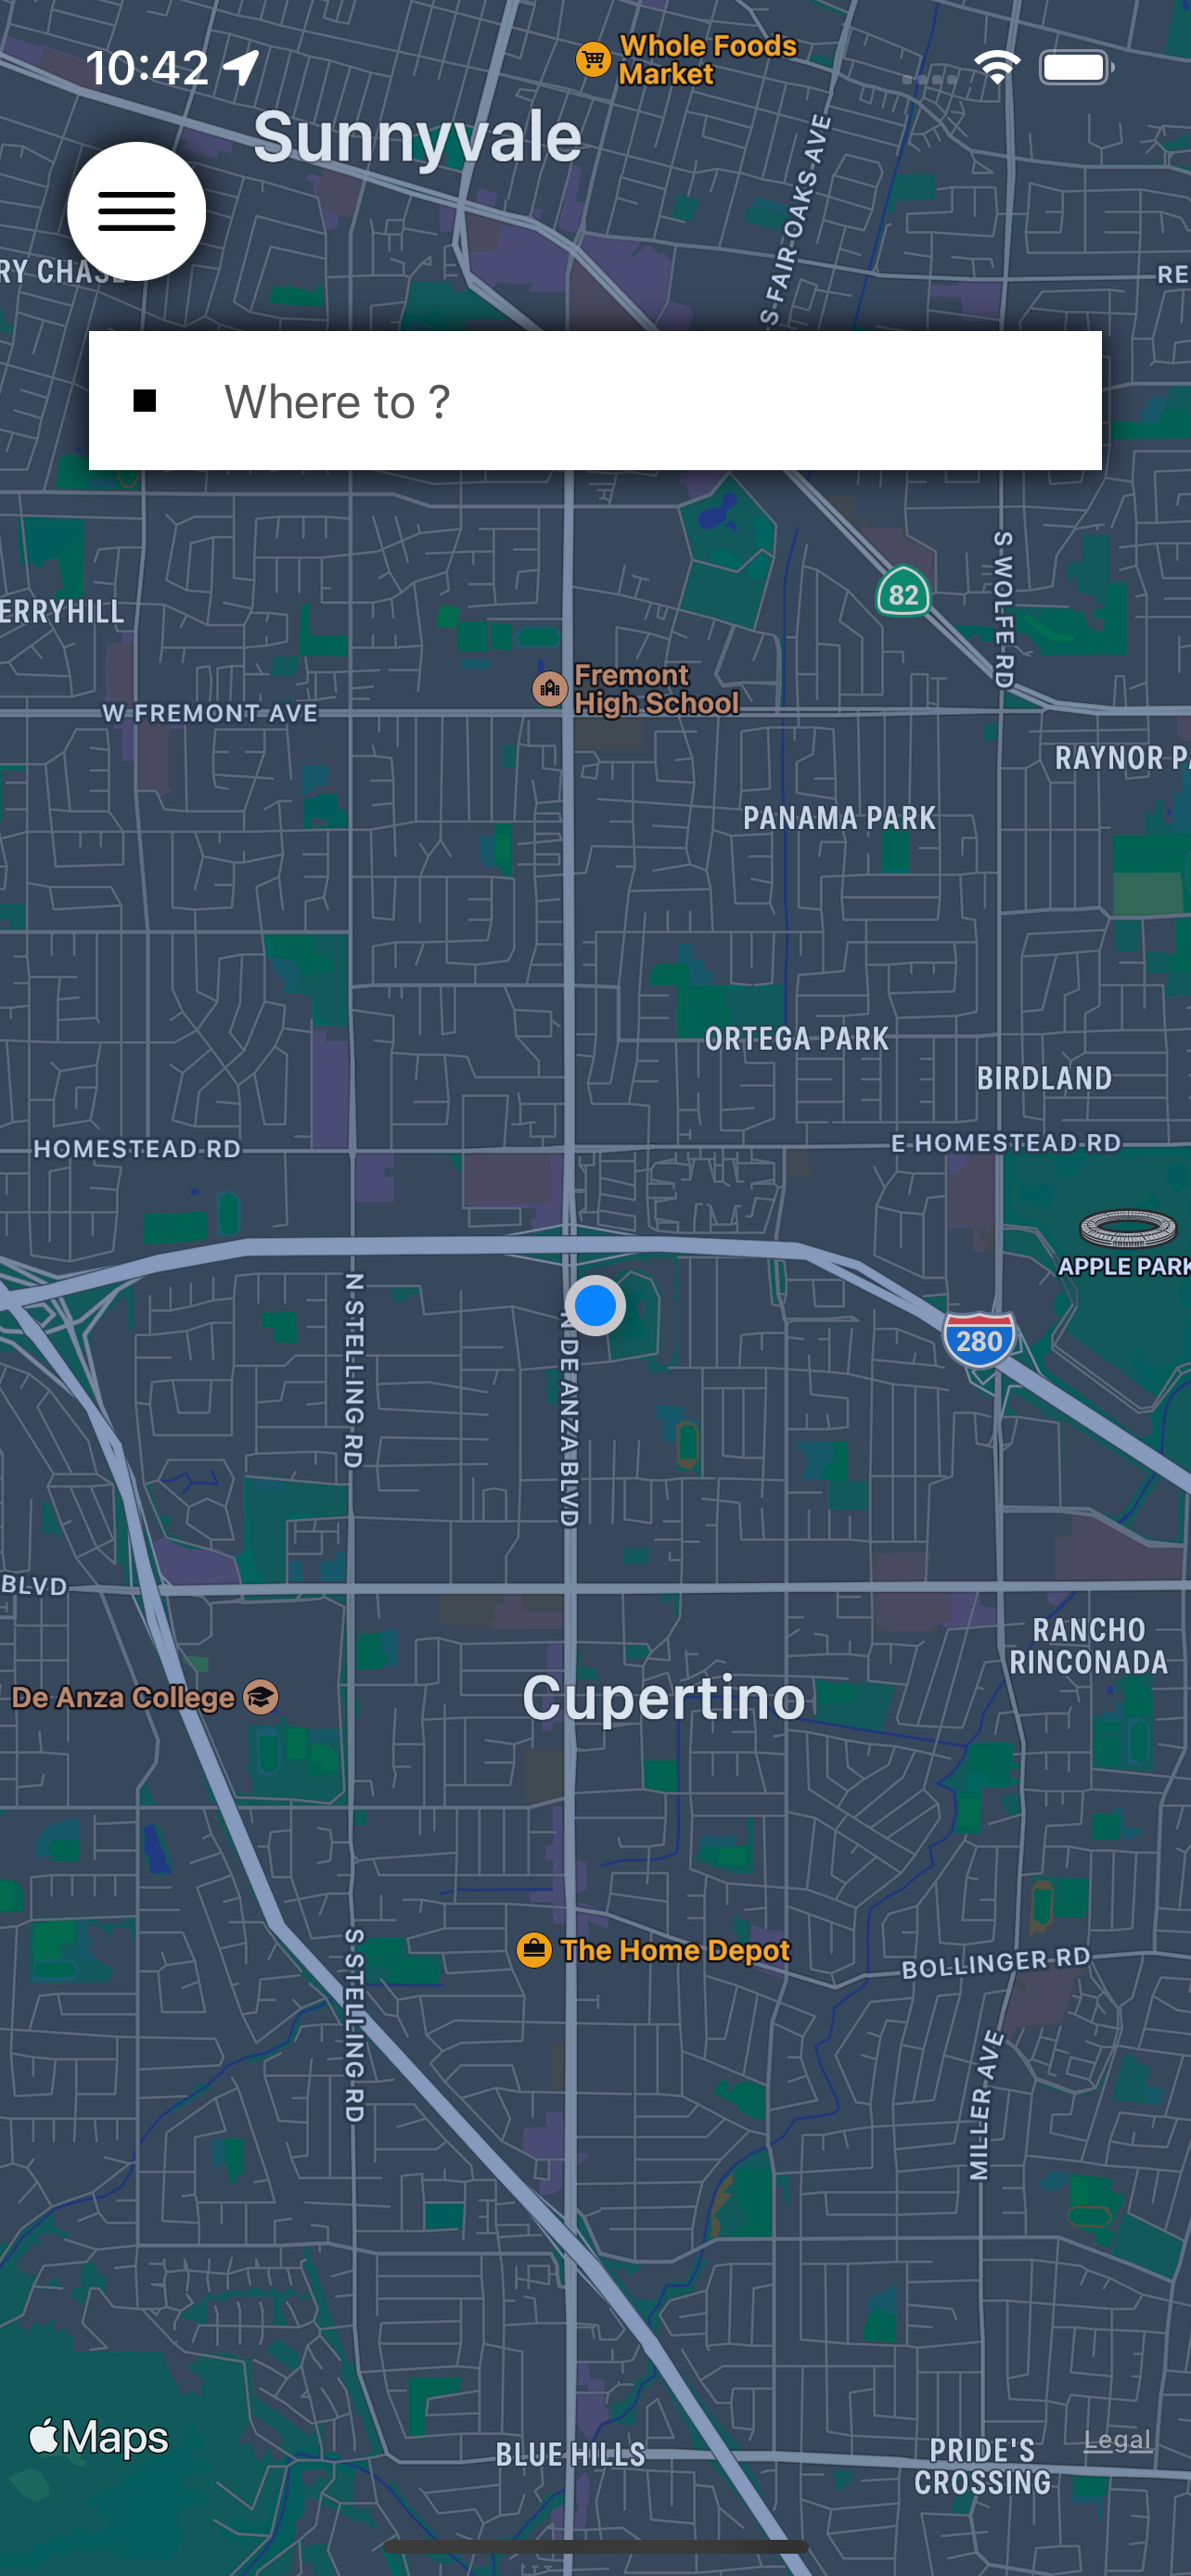 10:42
Whole Foods
Market
Sunnyvale
S FAIR OAKS AVE
Where to ?
S WOLFE RD
82
ERRYHILL
Fremont
High School
W FREMONT AVE
RAYNOR PA
PANAMA PARK
ORTEGA PARK
BIRDLAND
HOMESTEAD RD
E HOMESTEAD RD
APPLE PARK
N STELLING RD
N DE ANZA BLVD
280
BLVD
RANCHO
RINCONADA
De Anza College
Cupertino
The Home Depot
BOLLINGER RD
S STELLING RD
MILLER AVE
Maps
BLUE HILLS
Legal
PRIDE'S
CROSSING